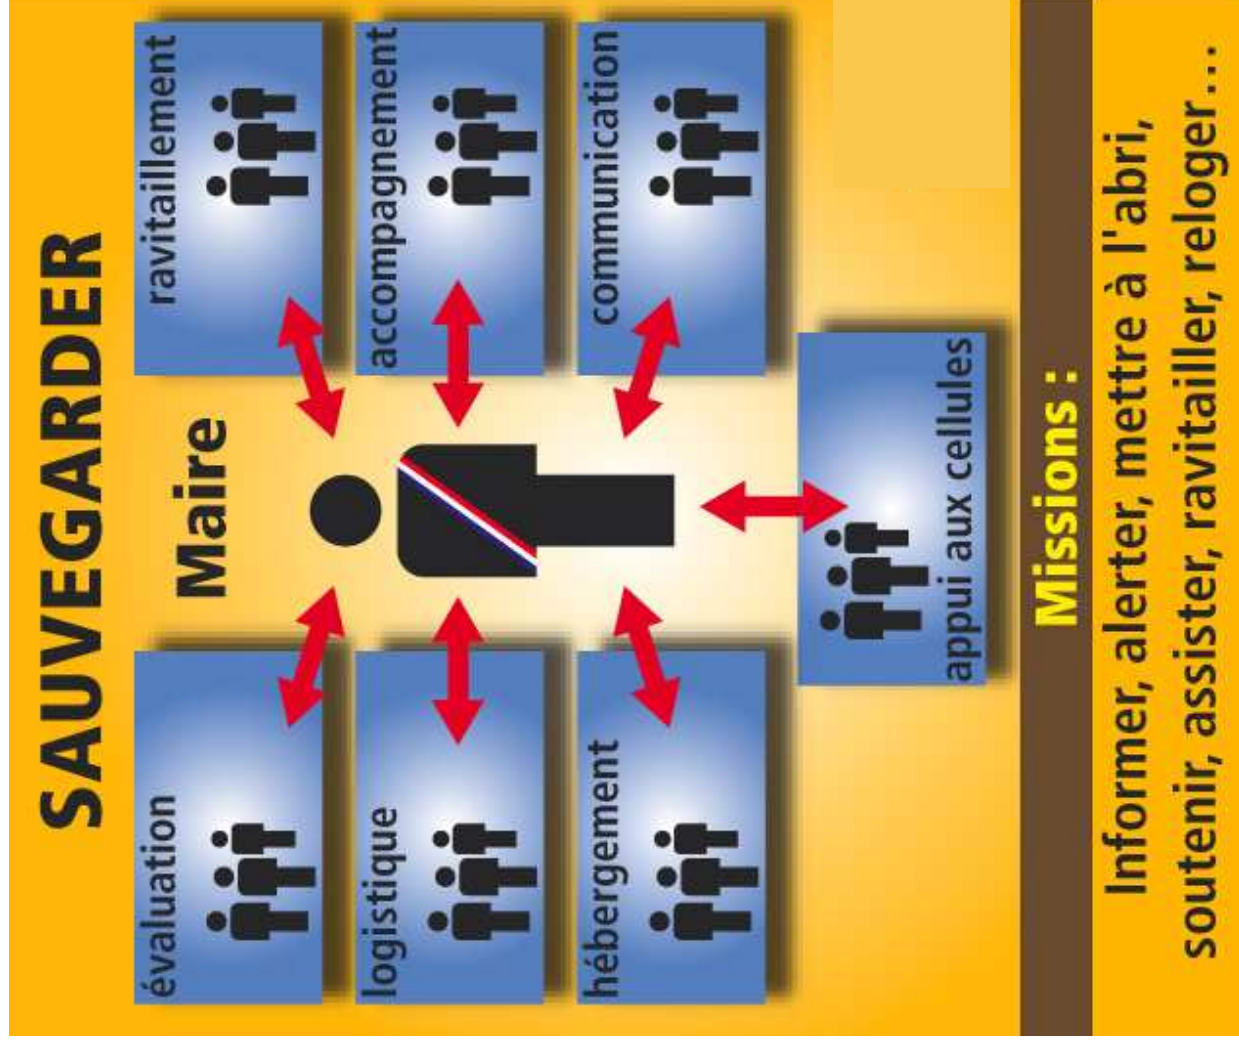 SAUVEGARDER
Maire
évaluation
ravitaillement
logistique
accompagnement
hébergement
communication
appui aux cellules
Missions :
Informer, alerter, mettre à l'abri,
soutenir, assister, ravitailler, reloger...